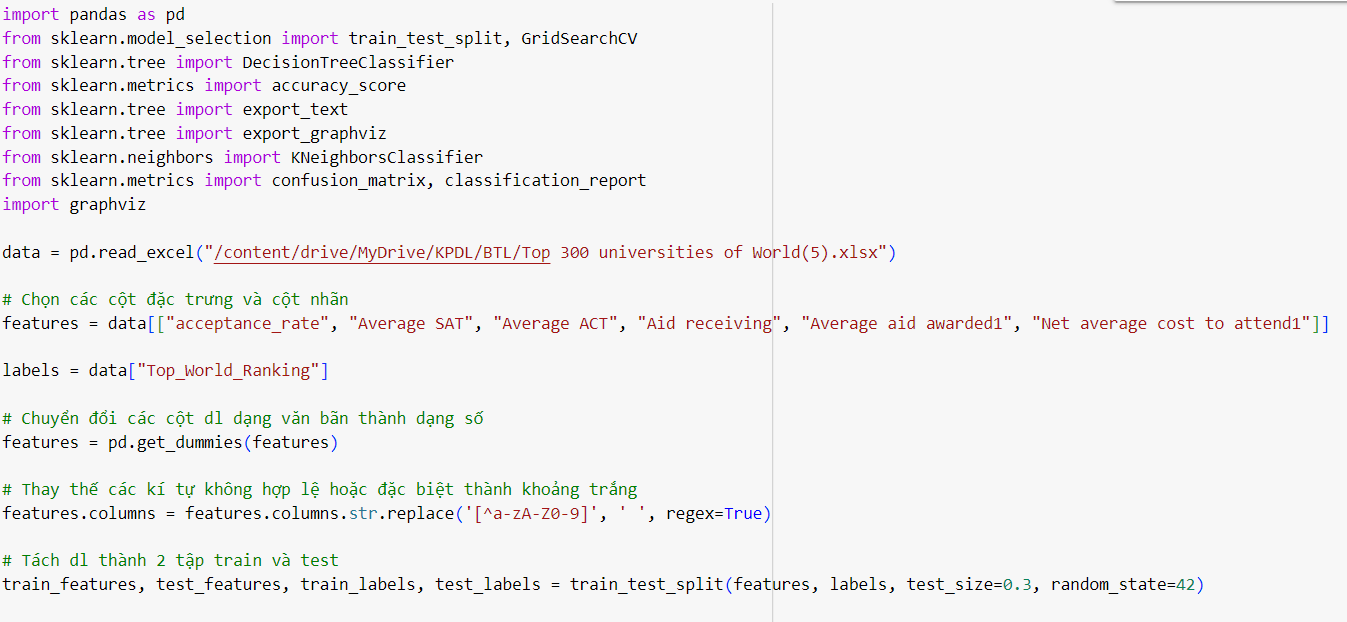 import pandas as pd
from sklearn.model_selection import train_test_split, GridSearchCV
from sklearn.tree import DecisionTreeClassifier
from sklearn.metrics import accuracy_score
from sklearn.tree import export_text
from sklearn.tree import export_graphviz
from sklearn.neighbors import KNeighborsClassifier
from sklearn.metrics import confusion_matrix, classification_report
import graphviz
data = pd.read_excel("/content/drive/MyDrive/KPDL/BTL/Top 300 universities of World(5).xlsx")
# Chọn các cột đặc trưng và cột nhãn
features = data[["acceptance_rate", "Average SAT", "Average ACT", "Aid receiving", "Average aid awarded1", "Net average cost to attend1"]]
labels = data["Top_World_Ranking"]
# Chuyển đổi các cột dl dạng văn bãn thành dạng số
features = pd.get_dummies(features)
# Thay thế các kí tự không hợp lệ hoặc đặc biệt thành khoảng trắng
features.columns = features.columns.str.replace('[^a-zA-Z0-9]', ' ', regex=True)
# Tách dl thành 2 tập train và test
train_features, test_features, train_labels, test_labels = train_test_split(features, labels, test_size=0.3, random_state=42)